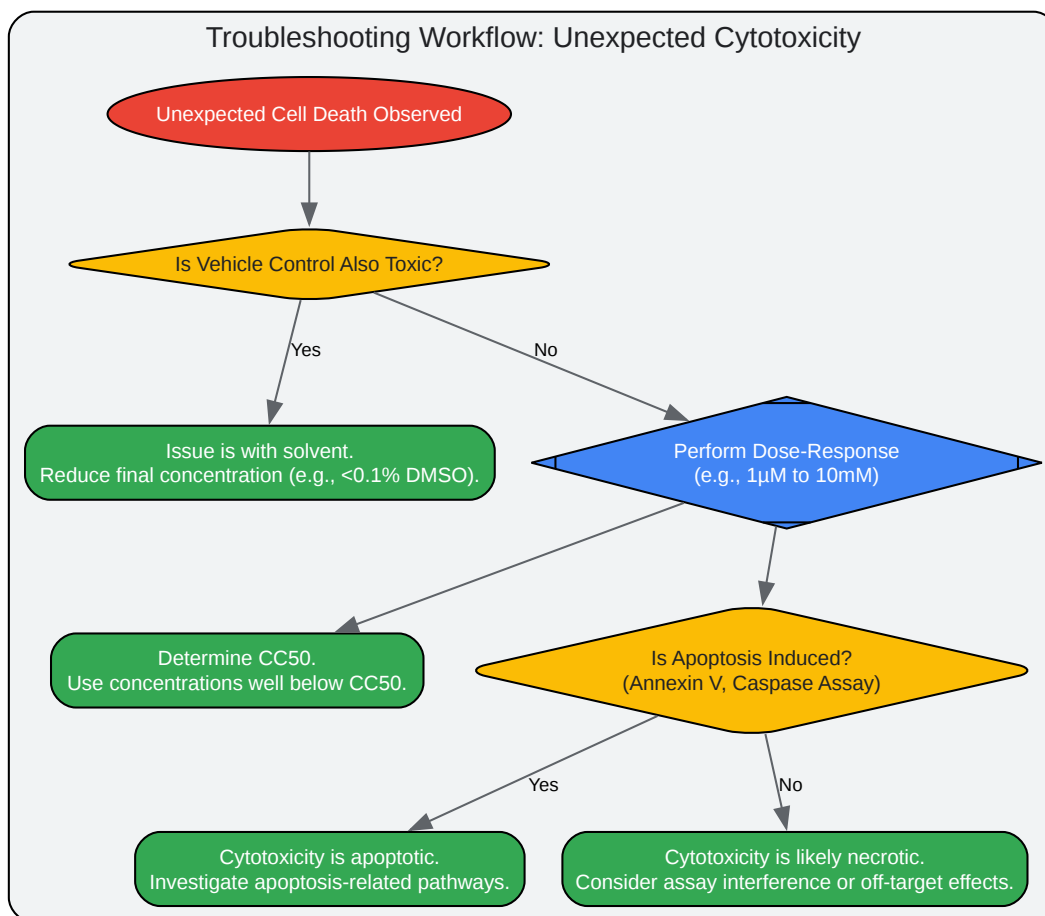 Troubleshooting Workflow: Unexpected Cytotoxicity
Unexpected Cell Death Observed
Is Vehicle Control Also Toxic?
Yes
No
Issue is with solvent.
Reduce final concentration (e.g., <0.1% DMSO).
Perform Dose-Response
(e.g., 1µM to 10mM)
Determine CC50.
Use concentrations well below CC50.
Is Apoptosis Induced?
(Annexin V, Caspase Assay)
Yes
No
Cytotoxicity is apoptotic.
Investigate apoptosis-related pathways.
Cytotoxicity is likely necrotic.
Consider assay interference or off-target effects.